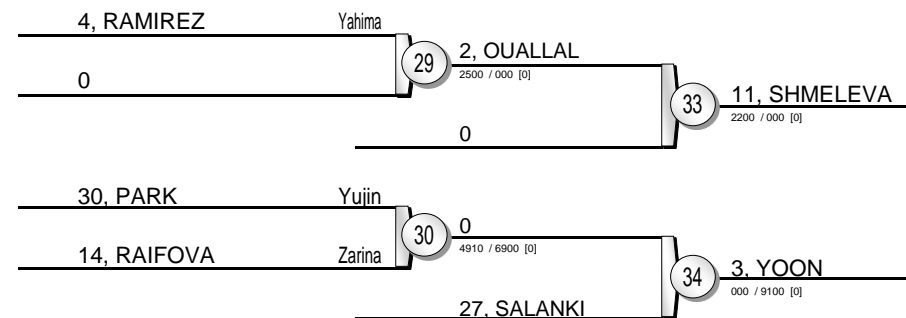 4, RAMIREZ Yahima
29
2, OUALLAL
2500 / 000 [0]
0
33
11, SHMELEVA
2200 / 000 [0]
0
30, PARK Yujin
30
0
4910 / 6900 [0]
14, RAIFOVA Zarina
34
3, YOON
000 / 9100 [0]
27, SALANKI